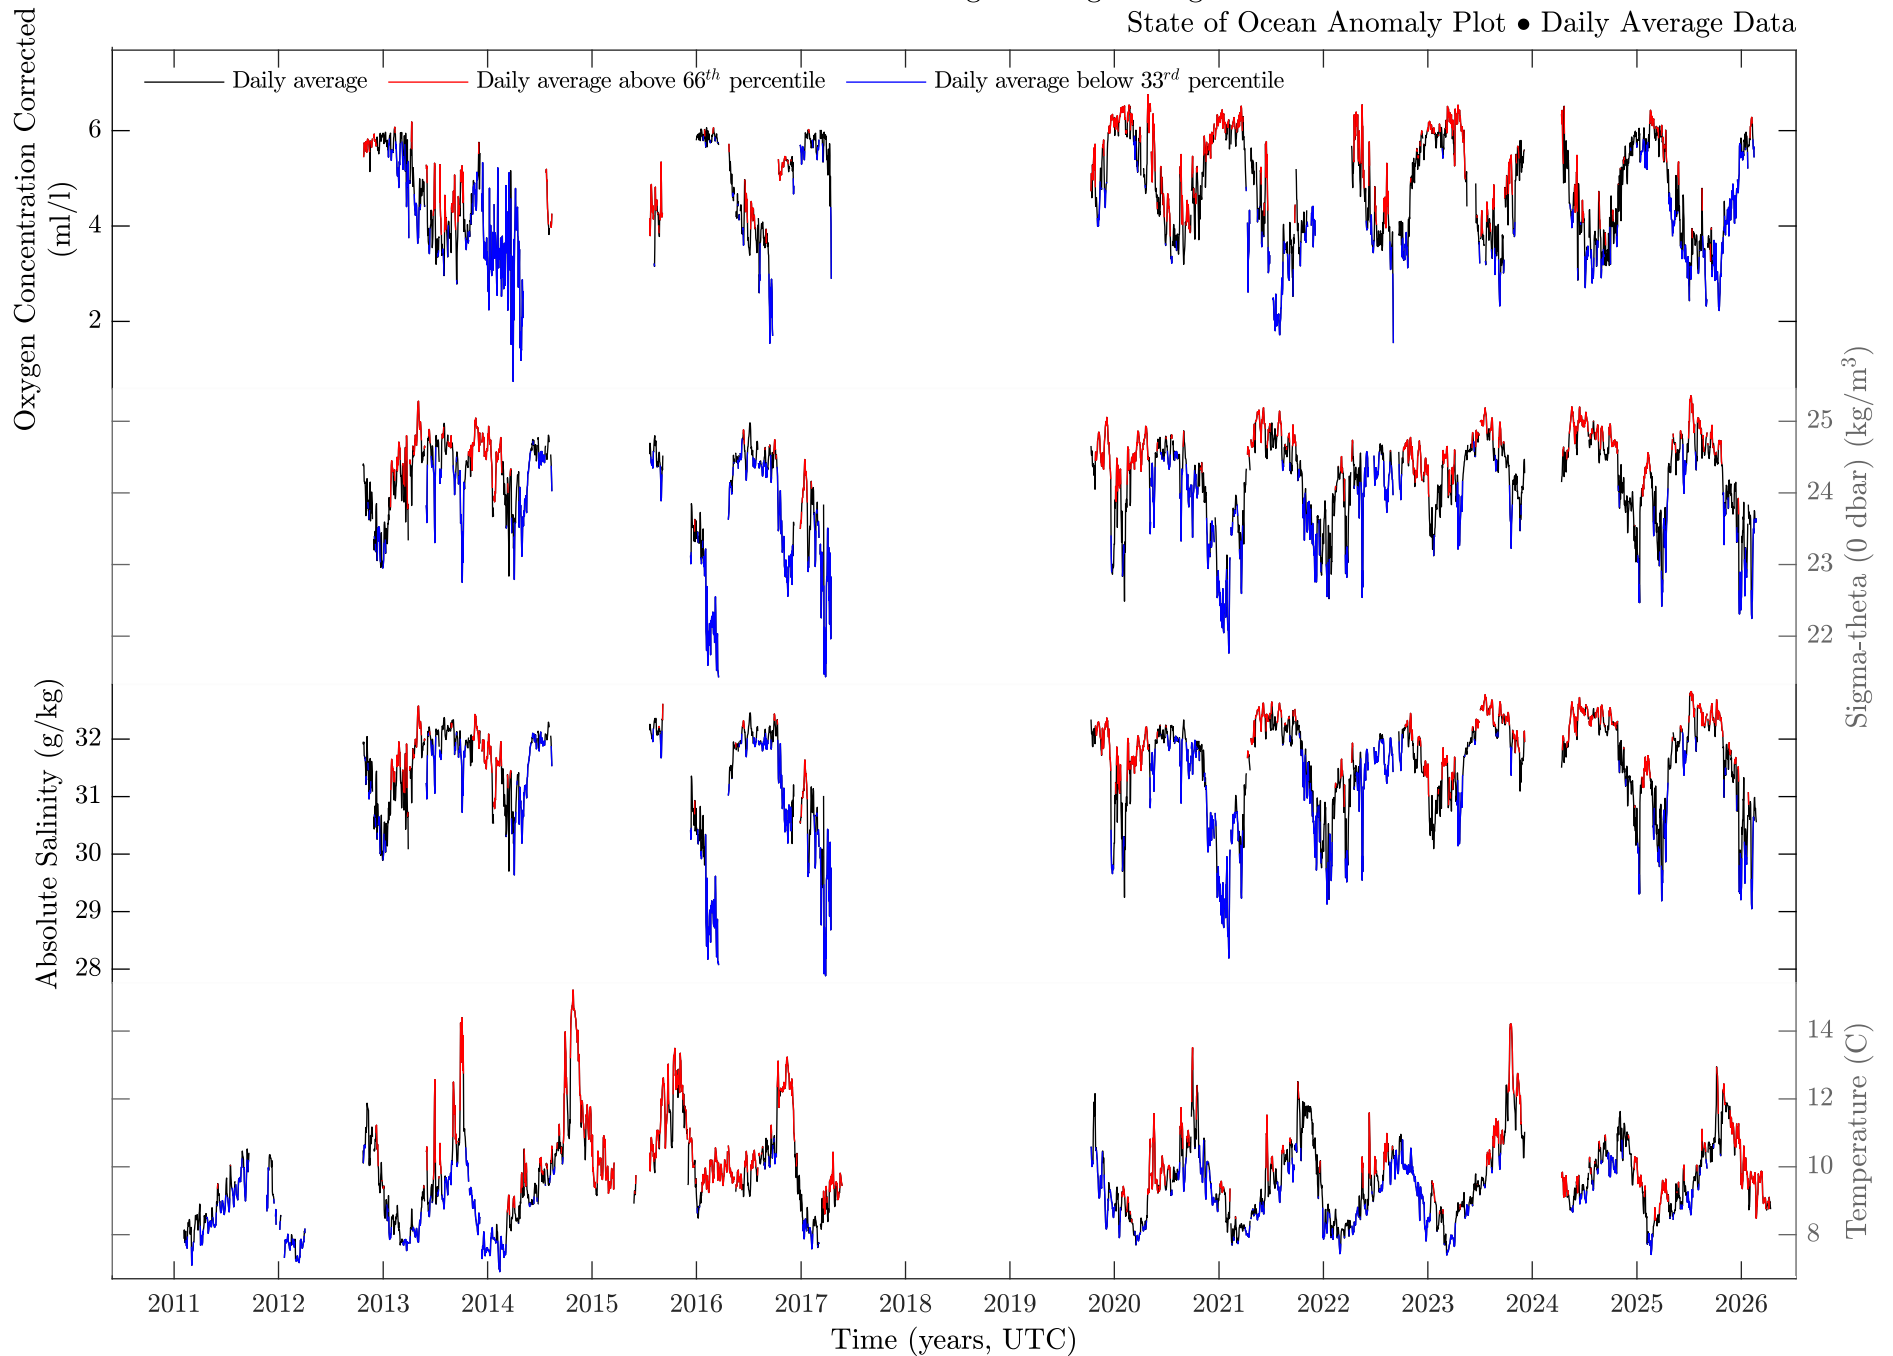 State of Ocean Anomaly Plot • Daily Average Data
Daily average
Daily average above 66th percentile
Daily average below 33rd percentile
Oxygen Concentration Corrected
(ml/l)
6
4
2
Sigma-theta (0 dbar) (kg/m3)
25
24
23
22
Absolute Salinity (g/kg)
32
31
30
29
28
Temperature (C)
14
12
10
8
2011 2012 2013 2014 2015 2016 2017 2018 2019 2020 2021 2022 2023 2024 2025 2026
Time (years, UTC)